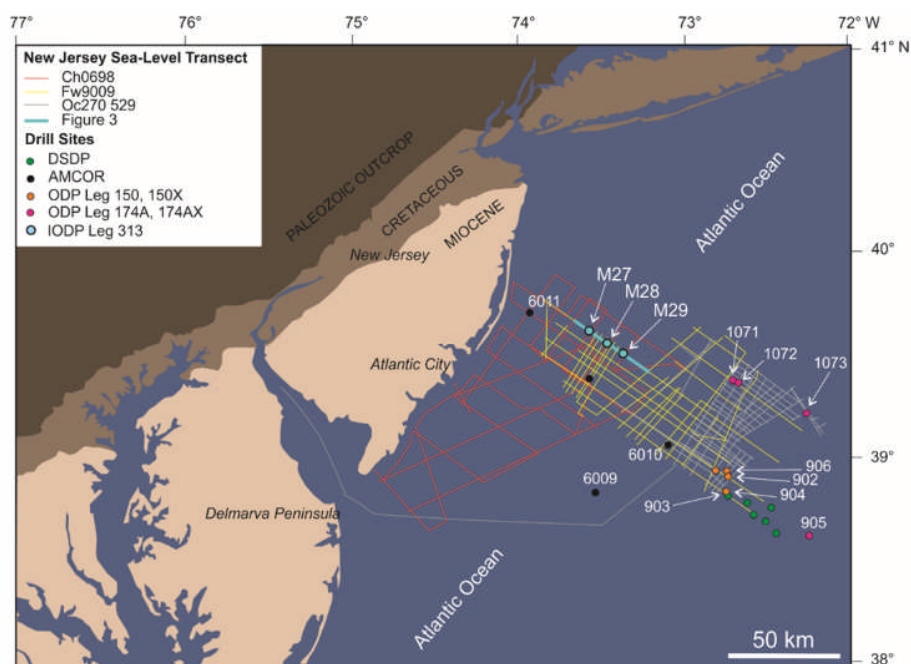 77°
76°
75°
74°
73°
72° W
41° N
New Jersey Sea-Level Transect
Ch0698
Fw9009
Oc270 529
Figure 3
Drill Sites
DSDP
AMCOR
ODP Leg 150, 150X
ODP Leg 174A, 174AX
IODP Leg 313
PALEOZOIC OUTCROP
CRETACEOUS
MIOCENE
New Jersey
Atlantic Ocean
40°
6011
M27
M28
M29
1071
1072
1073
Atlantic City
39°
6010
6009
906
902
904
903
905
Delmarva Peninsula
Atlantic Ocean
50 km
38°